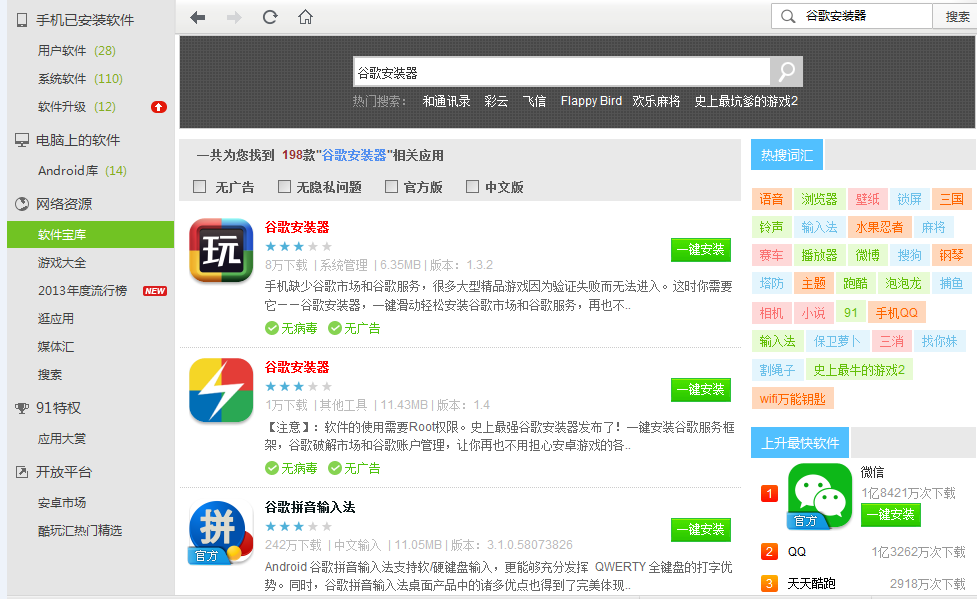 谷歌安装器
搜索
手机已安装软件
用户软件 (28)
系统软件 (110)
软件升级 (12)
电脑上的软件
Android库 (14)
网络资源
软件宝库
游戏大全
2013年度流行榜 NEW
逛应用
媒体汇
搜索
91特权
应用大赏
开放平台
安卓市场
酷玩汇热门精选
谷歌安装器
热门搜索： 和通讯录 彩云 飞信 Flappy Bird 欢乐麻将 史上最坑爹的游戏2
一共为您找到 198款"谷歌安装器"相关应用
无广告 无隐私问题 官方版 中文版
玩
谷歌安装器
8万下载 | 系统管理 | 6.35MB | 版本：1.3.2
手机缺少谷歌市场和谷歌服务，很多大型精品游戏因为验证失败而无法进入。这时你需要
它——谷歌安装器，一键滑动轻松安装谷歌市场和谷歌服务，再也不..
无病毒 无广告
一键安装
谷歌安装器
1万下载 | 其他工具 | 11.43MB | 版本：1.4
【注意】：软件的使用需要Root权限。史上最强谷歌安装器发布了！一键安装谷歌服务框
架，谷歌破解市场和谷歌账户管理，让你再也不用担心安卓游戏的各..
无病毒 无广告
一键安装
拼
官方
谷歌拼音输入法
242万下载 | 中文输入 | 11.05MB | 版本：3.1.0.58073826
Android 谷歌拼音输入法支持软/硬键盘输入，更能够充分发挥 QWERTY 全键盘的打字优
势。同时，谷歌拼音输入法桌面产品中的诸多优点也得到了完美体现..
一键安装
热搜词汇
语音 浏览器 壁纸 锁屏 三国
铃声 输入法 水果忍者 麻将
赛车 播放器 微博 搜狗 钢琴
塔防 主题 跑酷 泡泡龙 捕鱼
相机 小说 91 手机QQ
输入法 保卫萝卜 三消 找你妹
割绳子 史上最牛的游戏2
wifi万能钥匙
上升最快软件
1
官方
微信
1亿8421万次下载
一键安装
2 QQ 1亿3262万次下载
3 天天酷跑 2918万次下载